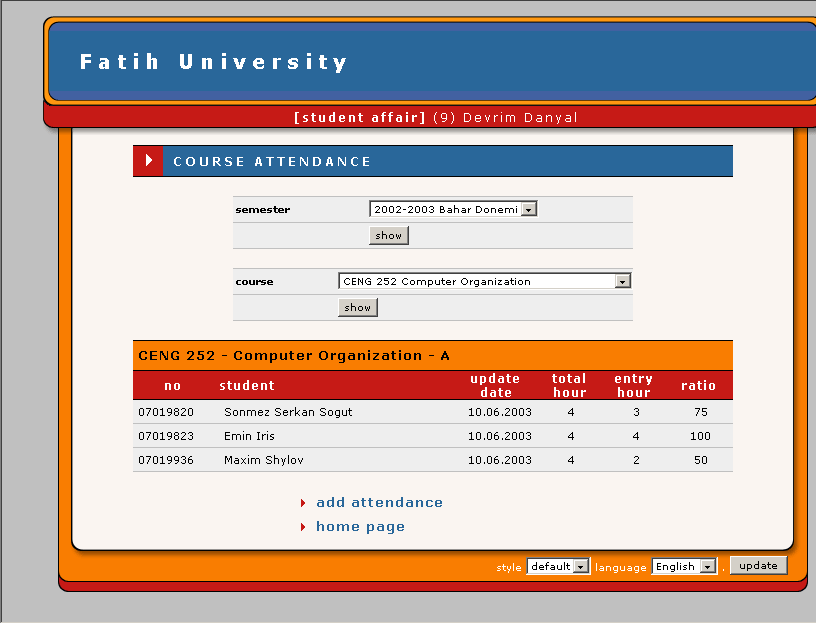 Fatih University
[student affair] (9) Devrim Danyal
COURSE ATTENDANCE
semester 2002-2003 Bahar Donemi
show
course CENG 252 Computer Organization
show
CENG 252 - Computer Organization - A
no student update date total hour entry hour ratio
07019820 Sonmez Serkan Sogut 10.06.2003 4 3 75
07019823 Emin Iris 10.06.2003 4 4 100
07019936 Maxim Shylov 10.06.2003 4 2 50
add attendance
home page
style default language English . update